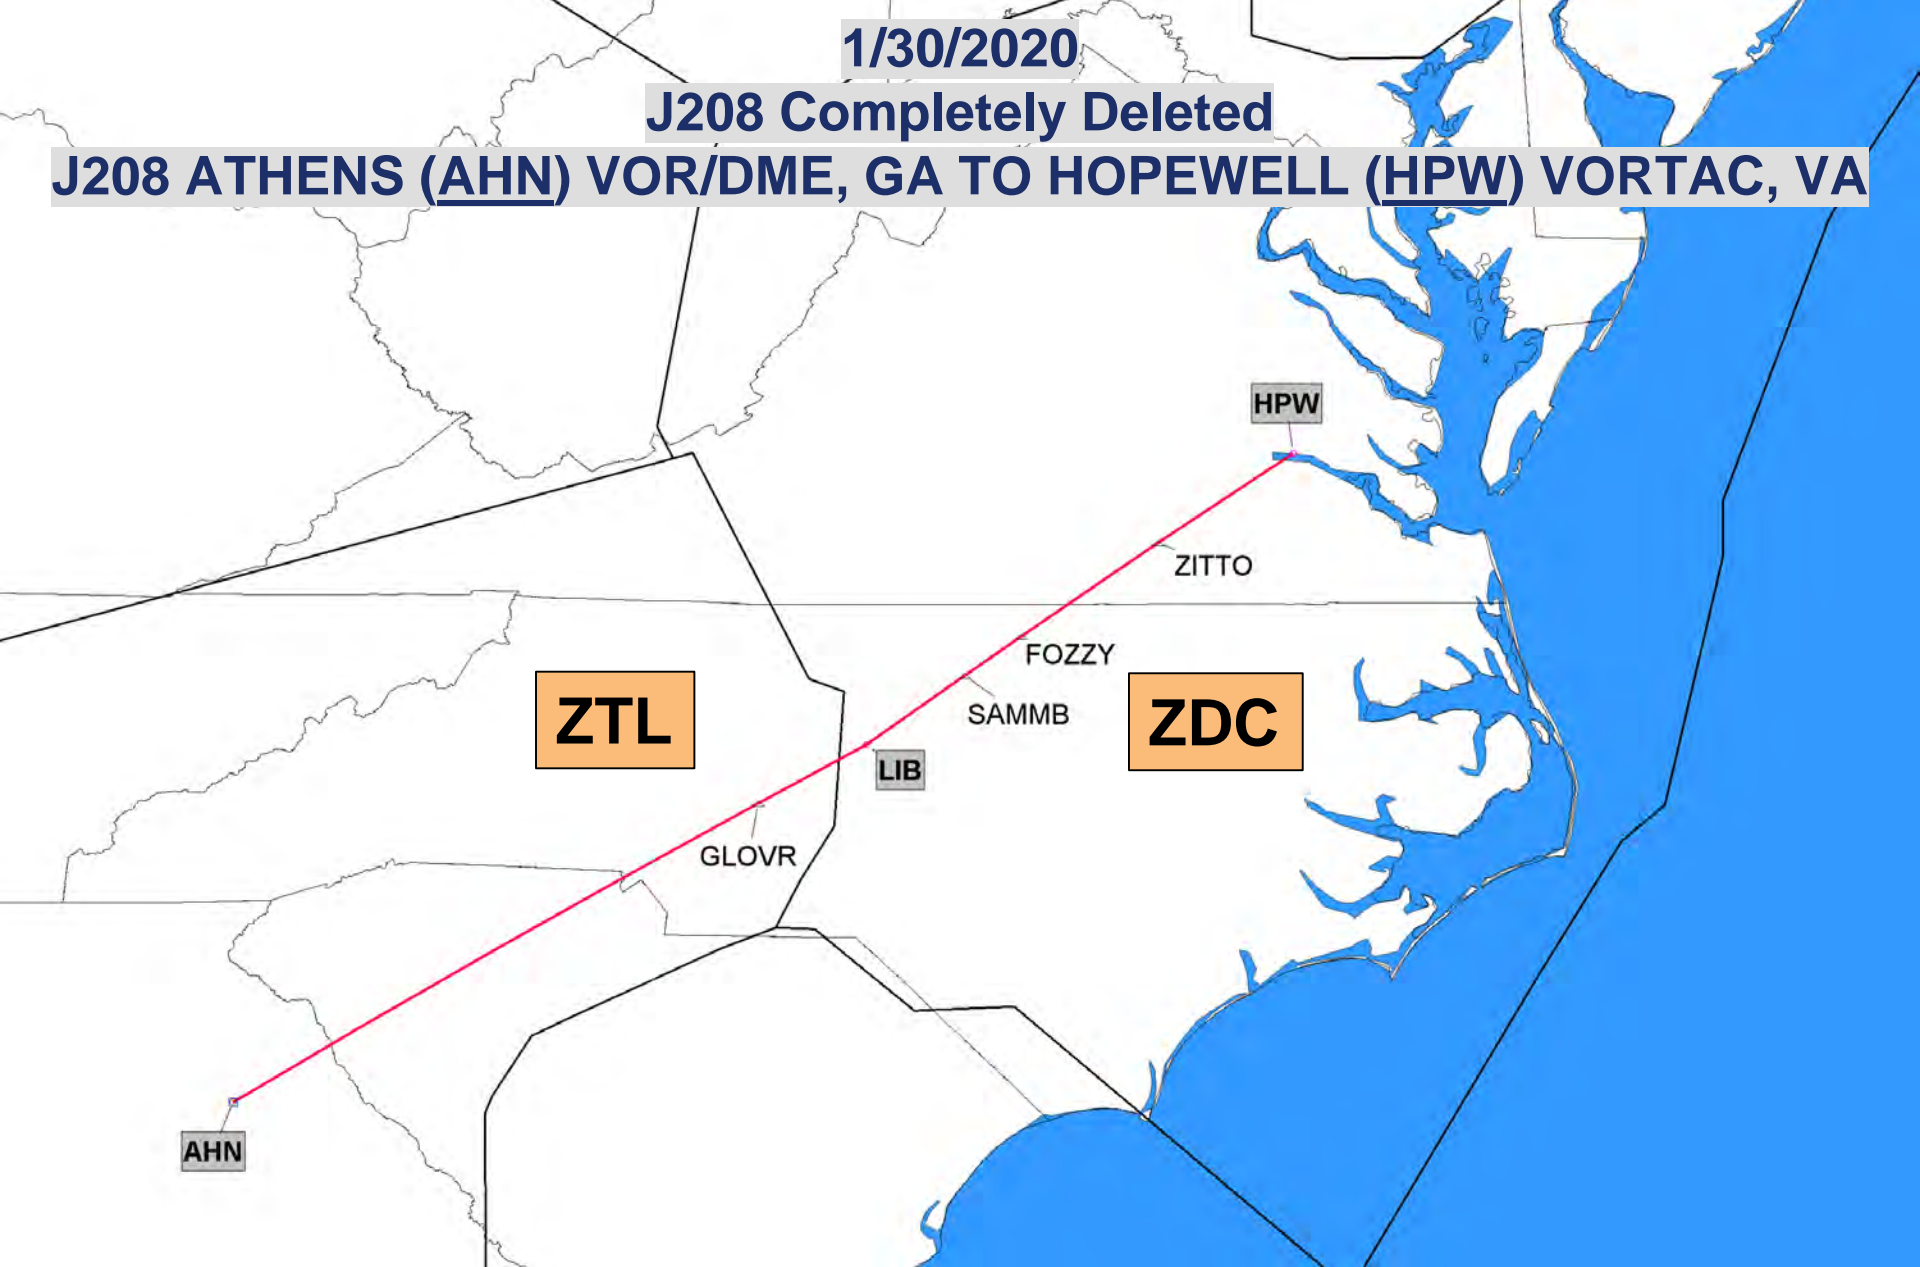 1/30/2020
J208 Completely Deleted
J208 ATHENS (AHN) VOR/DME, GA TO HOPEWELL (HPW) VORTAC, VA
HPW
ZITTO
FOZZY
SAMMB
ZTL
ZDC
LIB
GLOVR
AHN